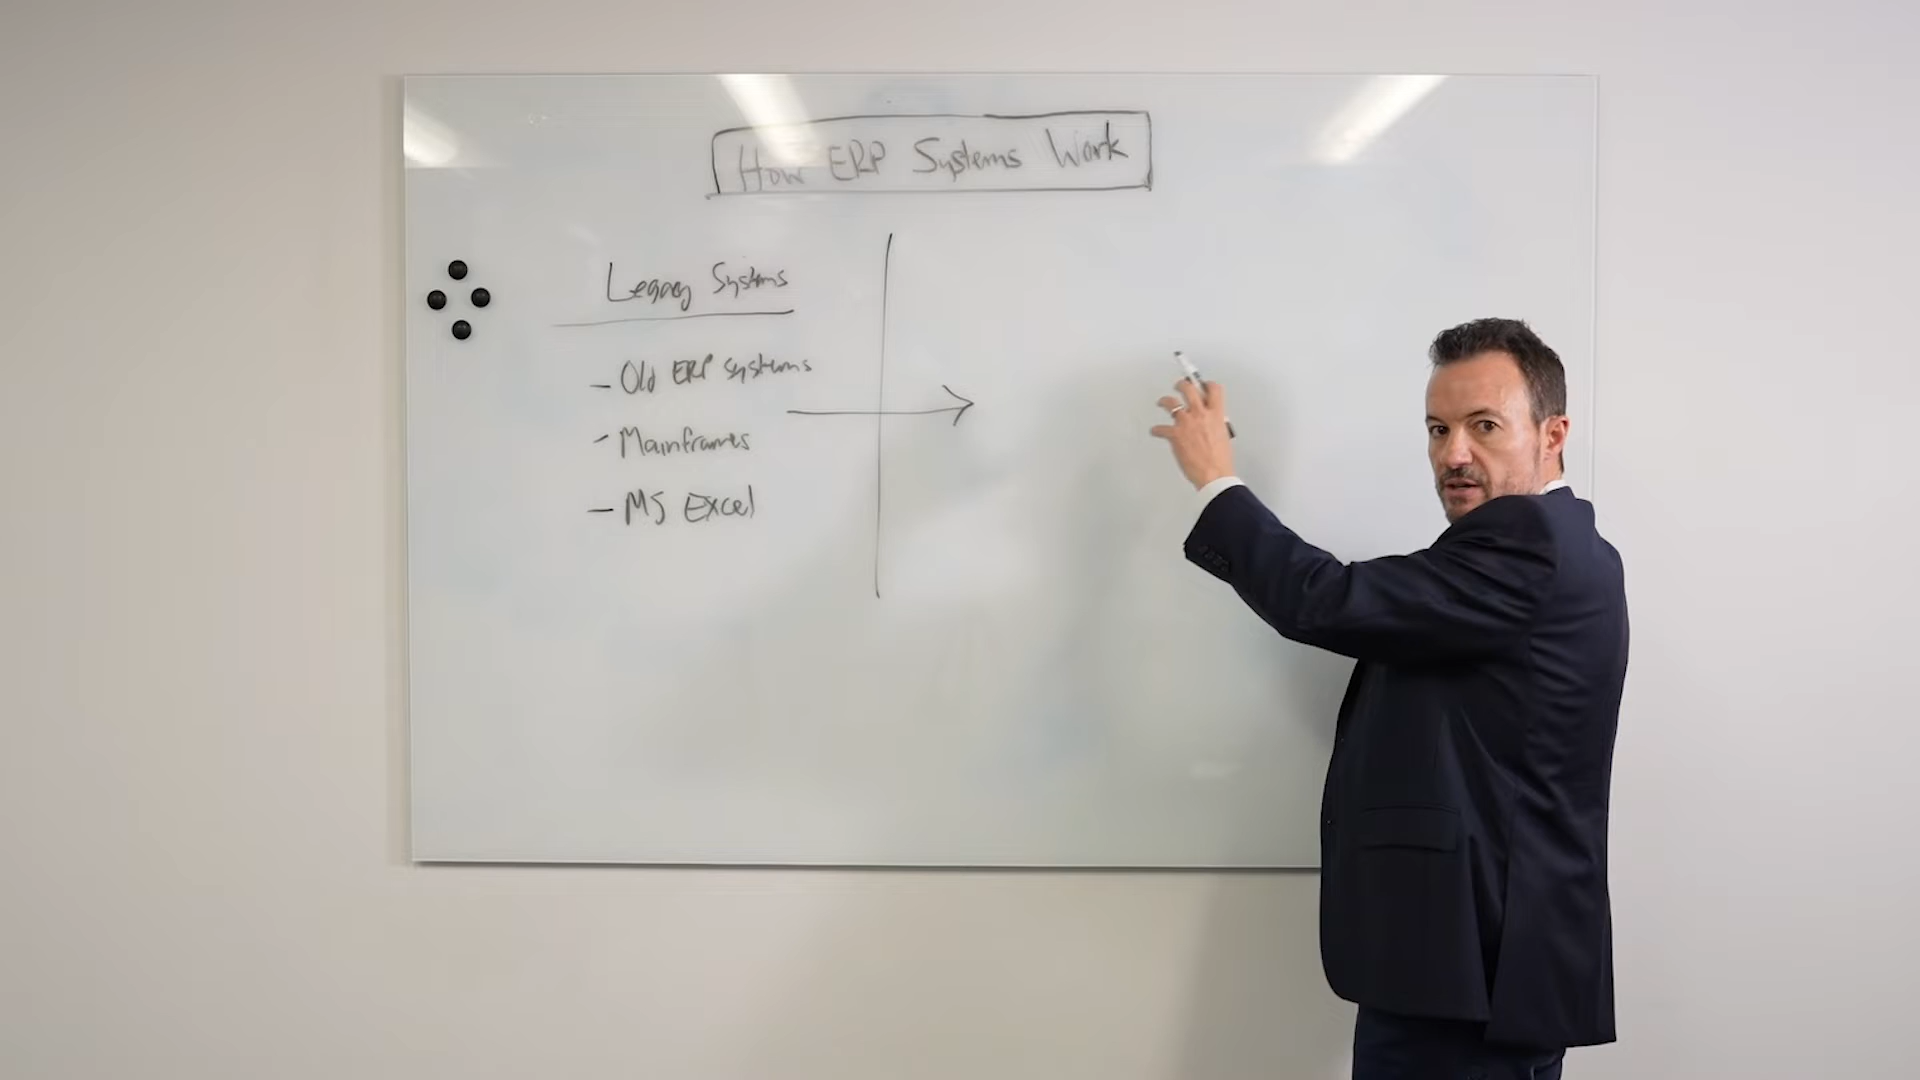 How ERP Systems Work
Legacy Systems
- Old ERP systems
- Mainframes
- MS Excel